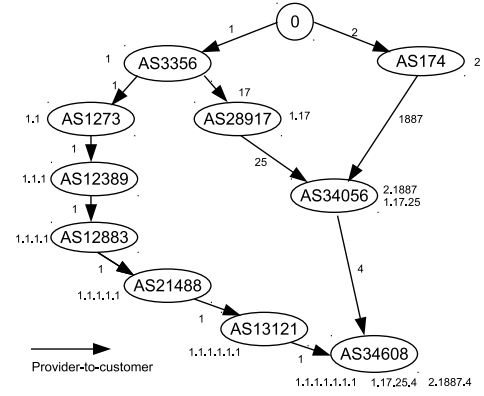 0
1
2
1
AS3356
AS174
2
1
17
1.1
AS1273
AS28917
1.17
1887
1
25
1.1.1
AS12389
AS34056
2.1887
1.17.25
1
1.1.1.1
AS12883
1
4
AS21488
1.1.1.1.1
1
AS13121
1.1.1.1.1.1
1
AS34608
Provider-to-customer
1.1.1.1.1.1.1
1.17.25.4
2.1887.4